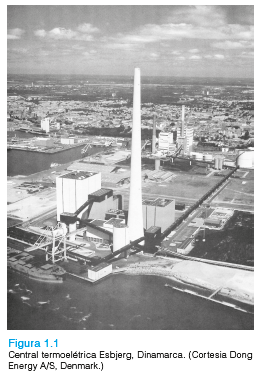 Figura 1.1
Central termoelétrica Esbjerg, Dinamarca. (Cortesia Dong
Energy A/S, Denmark.)